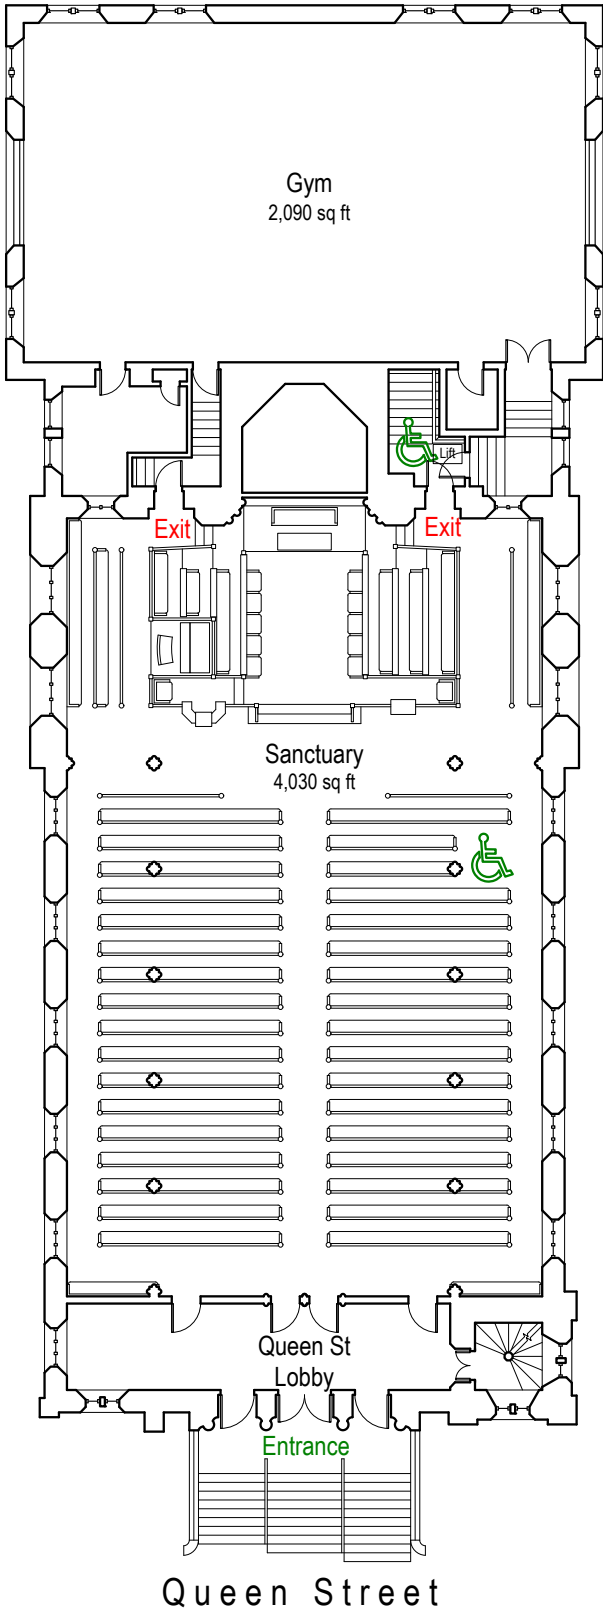 Gym
2,090 sq ft
Lift
Exit
Exit
Sanctuary
4,030 sq ft
Queen St
Lobby
Entrance
Queen Street